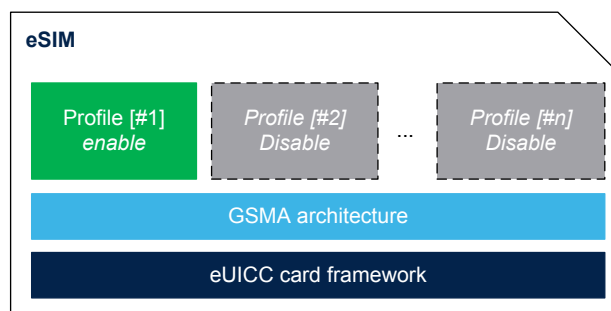 eSIM
Profile [#1]
enable
Profile [#2]
Disable
...
Profile [#n]
Disable
GSMA architecture
eUICC card framework